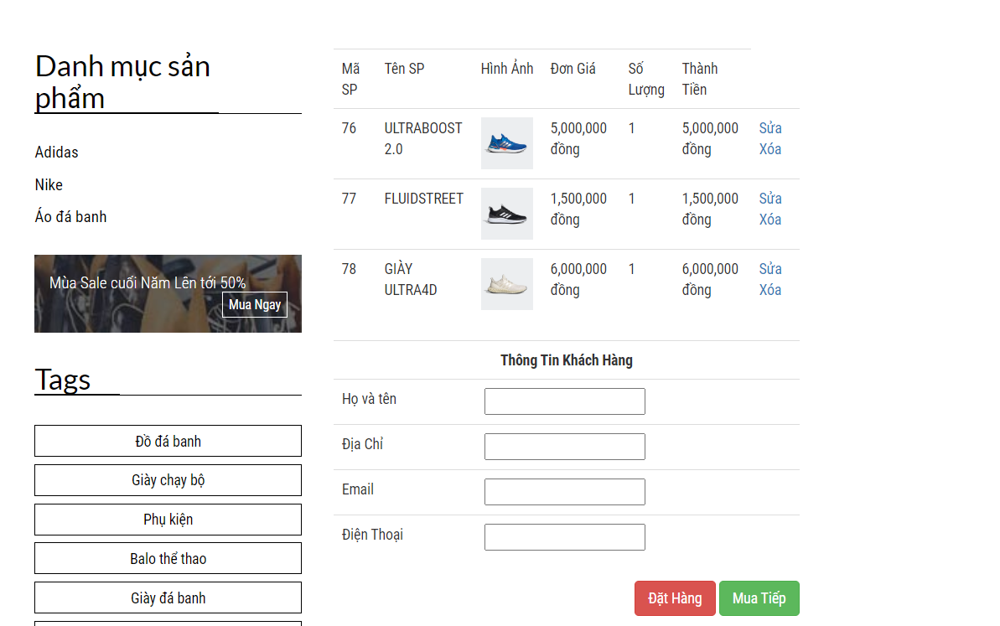 Danh mục sản
phẩm
Adidas
Nike
Áo đá banh
Mùa Sale cuối Năm Lên tới 50%
Mua Ngay
Tags
Đồ đá banh
Giày chạy bộ
Phụ kiện
Balo thể thao
Giày đá banh
Mã Tên SP Hình Ảnh Đơn Giá Số Thành
SP Lượng Tiền
76 ULTRABOOST 5,000,000 1 5,000,000 Sửa
2.0 đồng đồng Xóa
77 FLUIDSTREET 1,500,000 1 1,500,000 Sửa
đồng đồng Xóa
78 GIÀY 6,000,000 1 6,000,000 Sửa
ULTRA4D đồng đồng Xóa
Thông Tin Khách Hàng
Họ và tên
Địa Chỉ
Email
Điện Thoại
Đặt Hàng Mua Tiếp